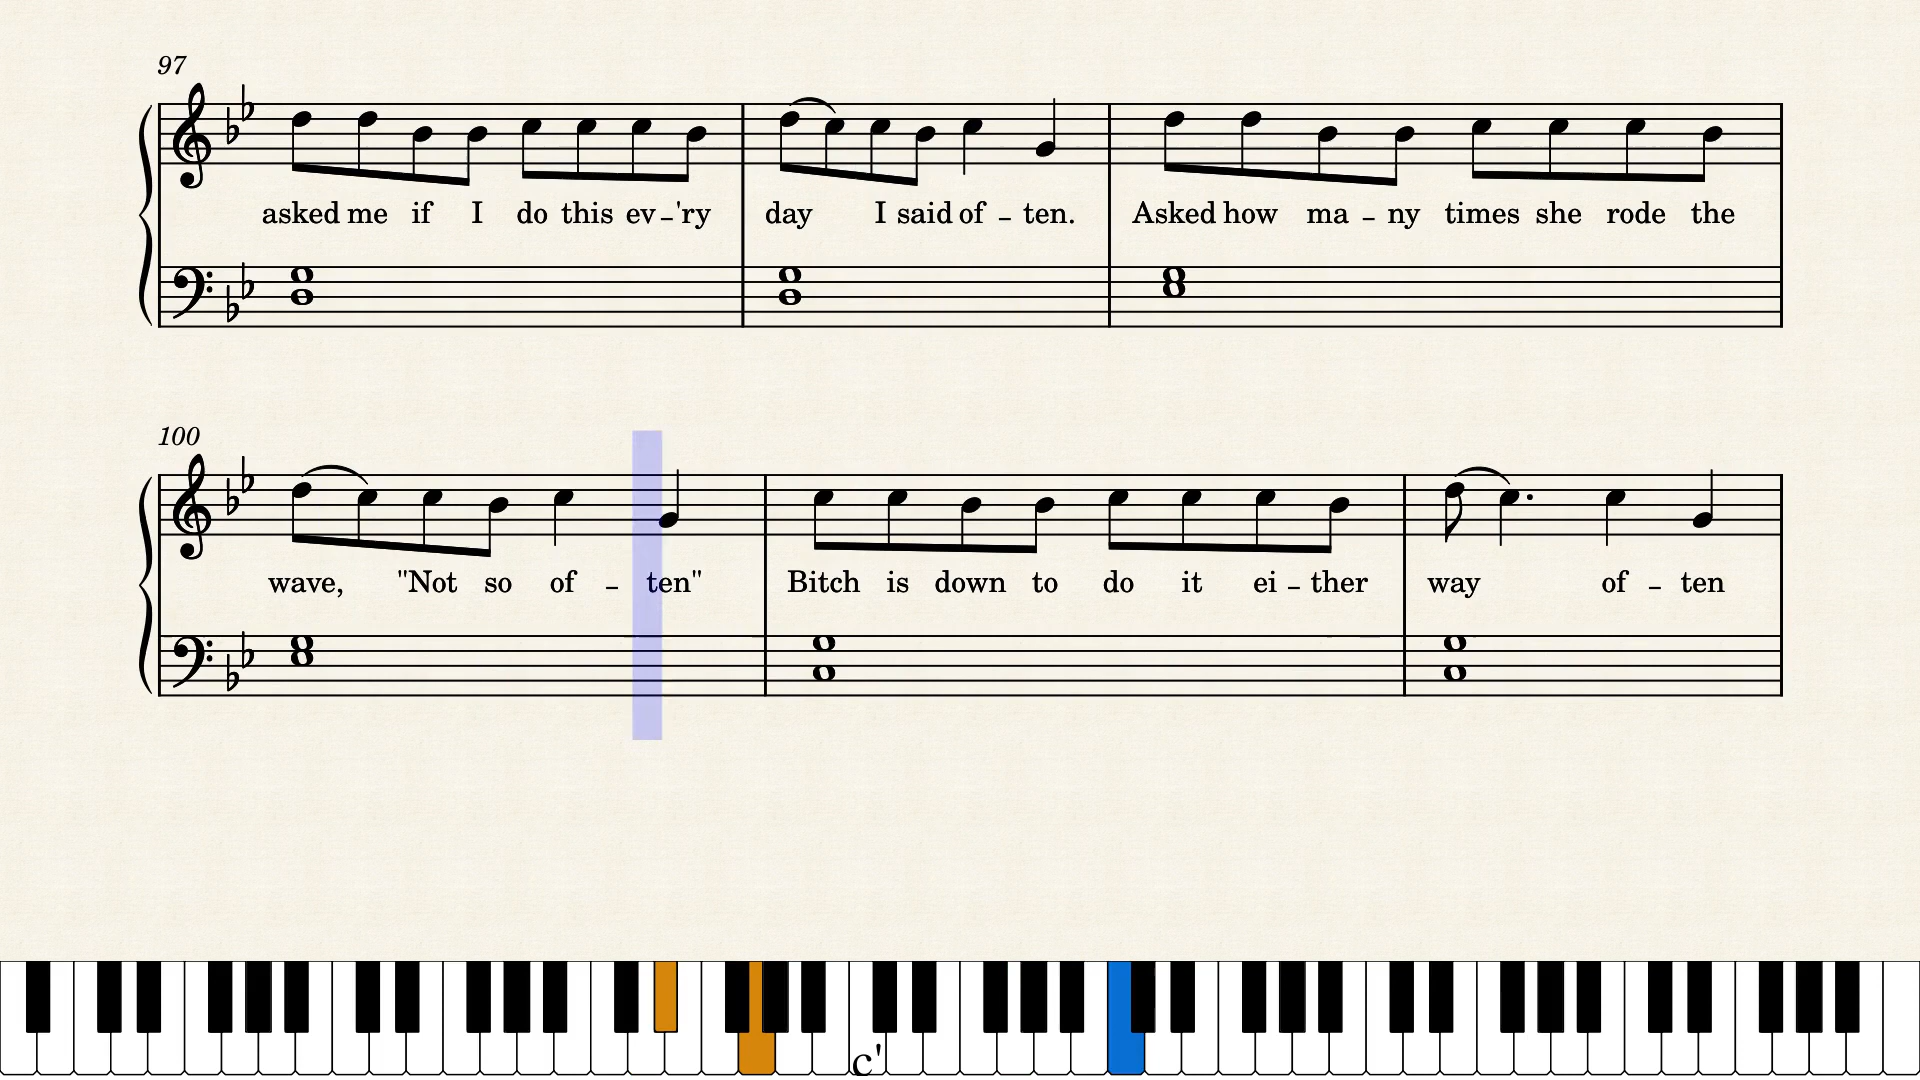 97
asked me if I do this ev – 'ry day I said of – ten. Asked how ma – ny times she rode the
100
wave, "Not so of – ten" Bitch is down to do it ei – ther way of – ten
c'